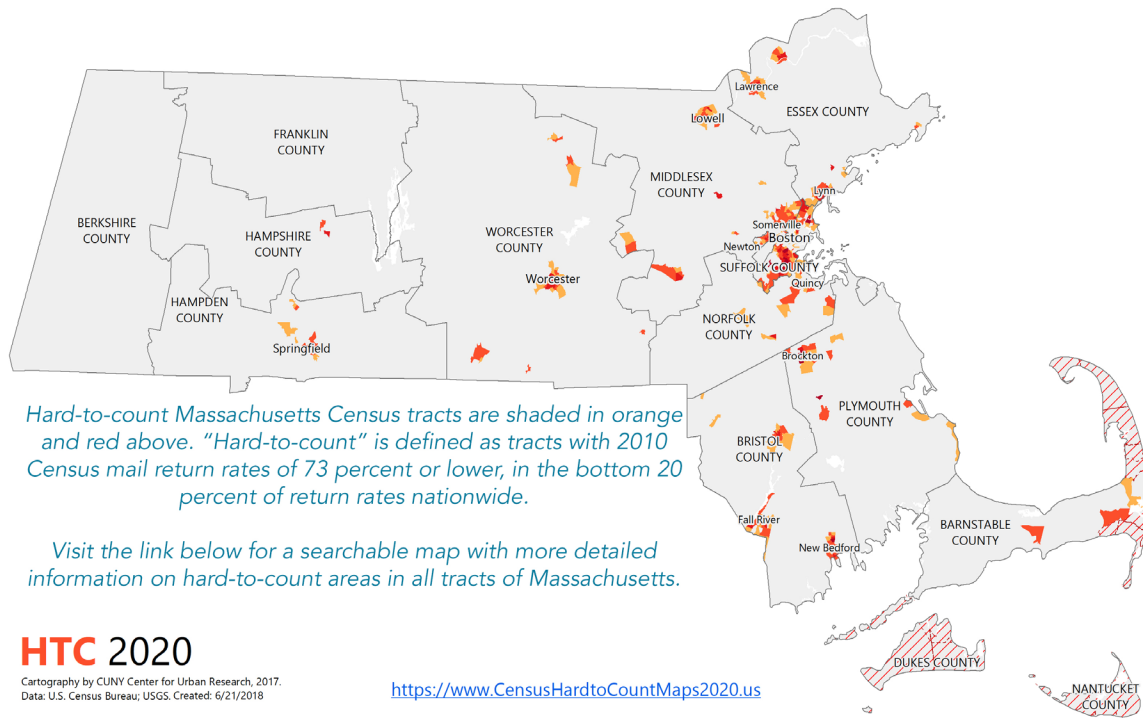 Lawrence
ESSEX COUNTY
Lowell
FRANKLIN
COUNTY
MIDDLESEX
COUNTY
Lynn
BERKSHIRE
COUNTY
HAMPSHIRE
COUNTY
WORCESTER
COUNTY
Somerville
Boston
Newton
SUFFOLK COUNTY
Worcester
Quincy
HAMPDEN
COUNTY
NORFOLK
COUNTY
Springfield
Brockton
PLYMOUTH
COUNTY
BRISTOL
COUNTY
Fall River
New Bedford
BARNSTABLE
COUNTY
DUKES COUNTY
NANTUCKET
COUNTY
Hard-to-count Massachusetts Census tracts are shaded in orange
and red above. “Hard-to-count” is defined as tracts with 2010
Census mail return rates of 73 percent or lower, in the bottom 20
percent of return rates nationwide.
Visit the link below for a searchable map with more detailed
information on hard-to-count areas in all tracts of Massachusetts.
HTC 2020
Cartography by CUNY Center for Urban Research, 2017.
Data: U.S. Census Bureau; USGS. Created: 6/21/2018
https://www.CensusHardtoCountMaps2020.us